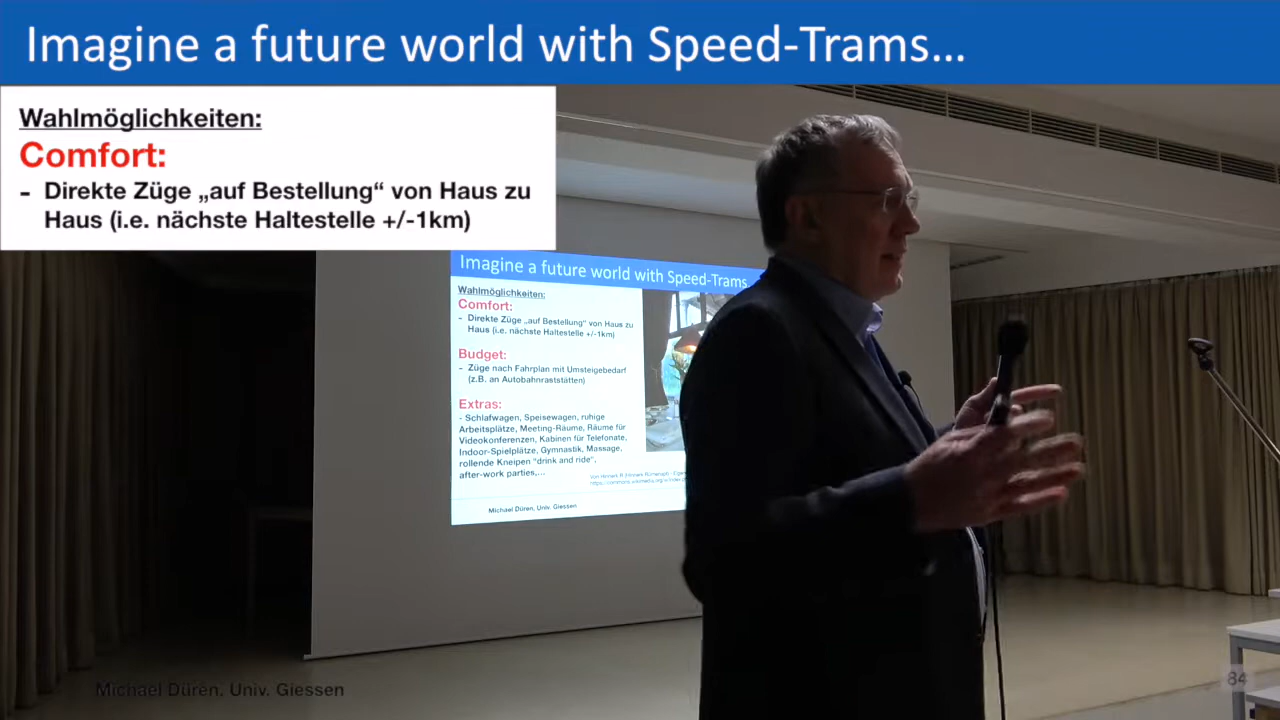 Imagine a future world with Speed-Trams...
Wahlmöglichkeiten:
Comfort:
- Direkte Züge „auf Bestellung“ von Haus zu
Haus (i.e. nächste Haltestelle +/-1km)
Imagine a future world with Speed-Trams
Wahlmöglichkeiten:
Comfort:
- Direkte Züge „auf Bestellung“ von Haus zu
Haus (i.e. nächste Haltestelle +/-1km)
Budget:
- Züge nach Fahrplan mit Umsteigebedarf
(z.B. an Autobahnraststätten)
Extras:
- Schlafwagen, Speisewagen, ruhige
Arbeitsplätze, Meeting-Räume, Räume für
Videokonferenzen, Kabinen für Telefonate,
Indoor-Spielplätze, Gymnastik, Massage,
rollende Kneipen "drink and ride",
after-work parties,...
Michael Düren, Univ. Giessen
Michael Düren. Univ. Giessen
84